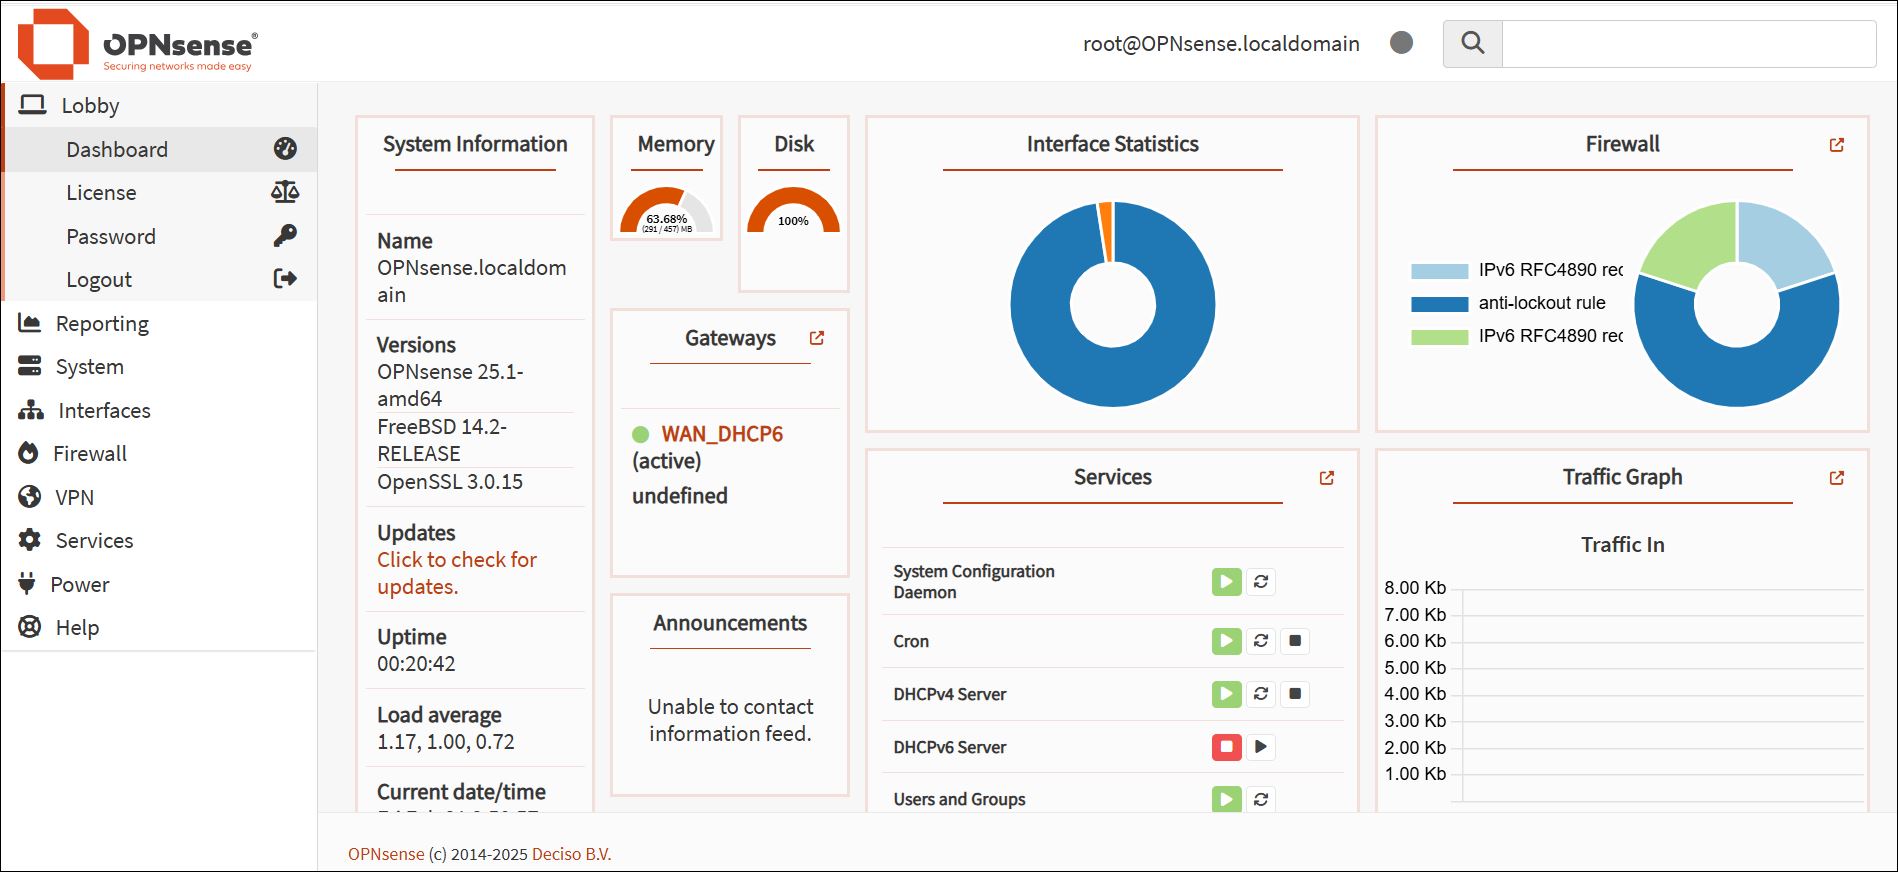 OPNsense®
Securing networks made easy
root@OPNsense.localdomain
Lobby
Dashboard
License
Password
Logout
Reporting
System
Interfaces
Firewall
VPN
Services
Power
Help
System Information
Name
OPNsense.localdom
ain
Versions
OPNsense 25.1-
amd64
FreeBSD 14.2-
RELEASE
OpenSSL 3.0.15
Updates
Click to check for
updates.
Uptime
00:20:42
Load average
1.17, 1.00, 0.72
Current date/time
Memory
63.68%
(291 / 457) MB
Disk
100%
Gateways
WAN_DHCP6
(active)
undefined
Announcements
Unable to contact
information feed.
Interface Statistics
Services
System Configuration
Daemon
Cron
DHCPv4 Server
DHCPv6 Server
Users and Groups
Firewall
IPv6 RFC4890 rec
anti-lockout rule
IPv6 RFC4890 rec
Traffic Graph
Traffic In
8.00 Kb
7.00 Kb
6.00 Kb
5.00 Kb
4.00 Kb
3.00 Kb
2.00 Kb
1.00 Kb
OPNsense (c) 2014-2025 Deciso B.V.